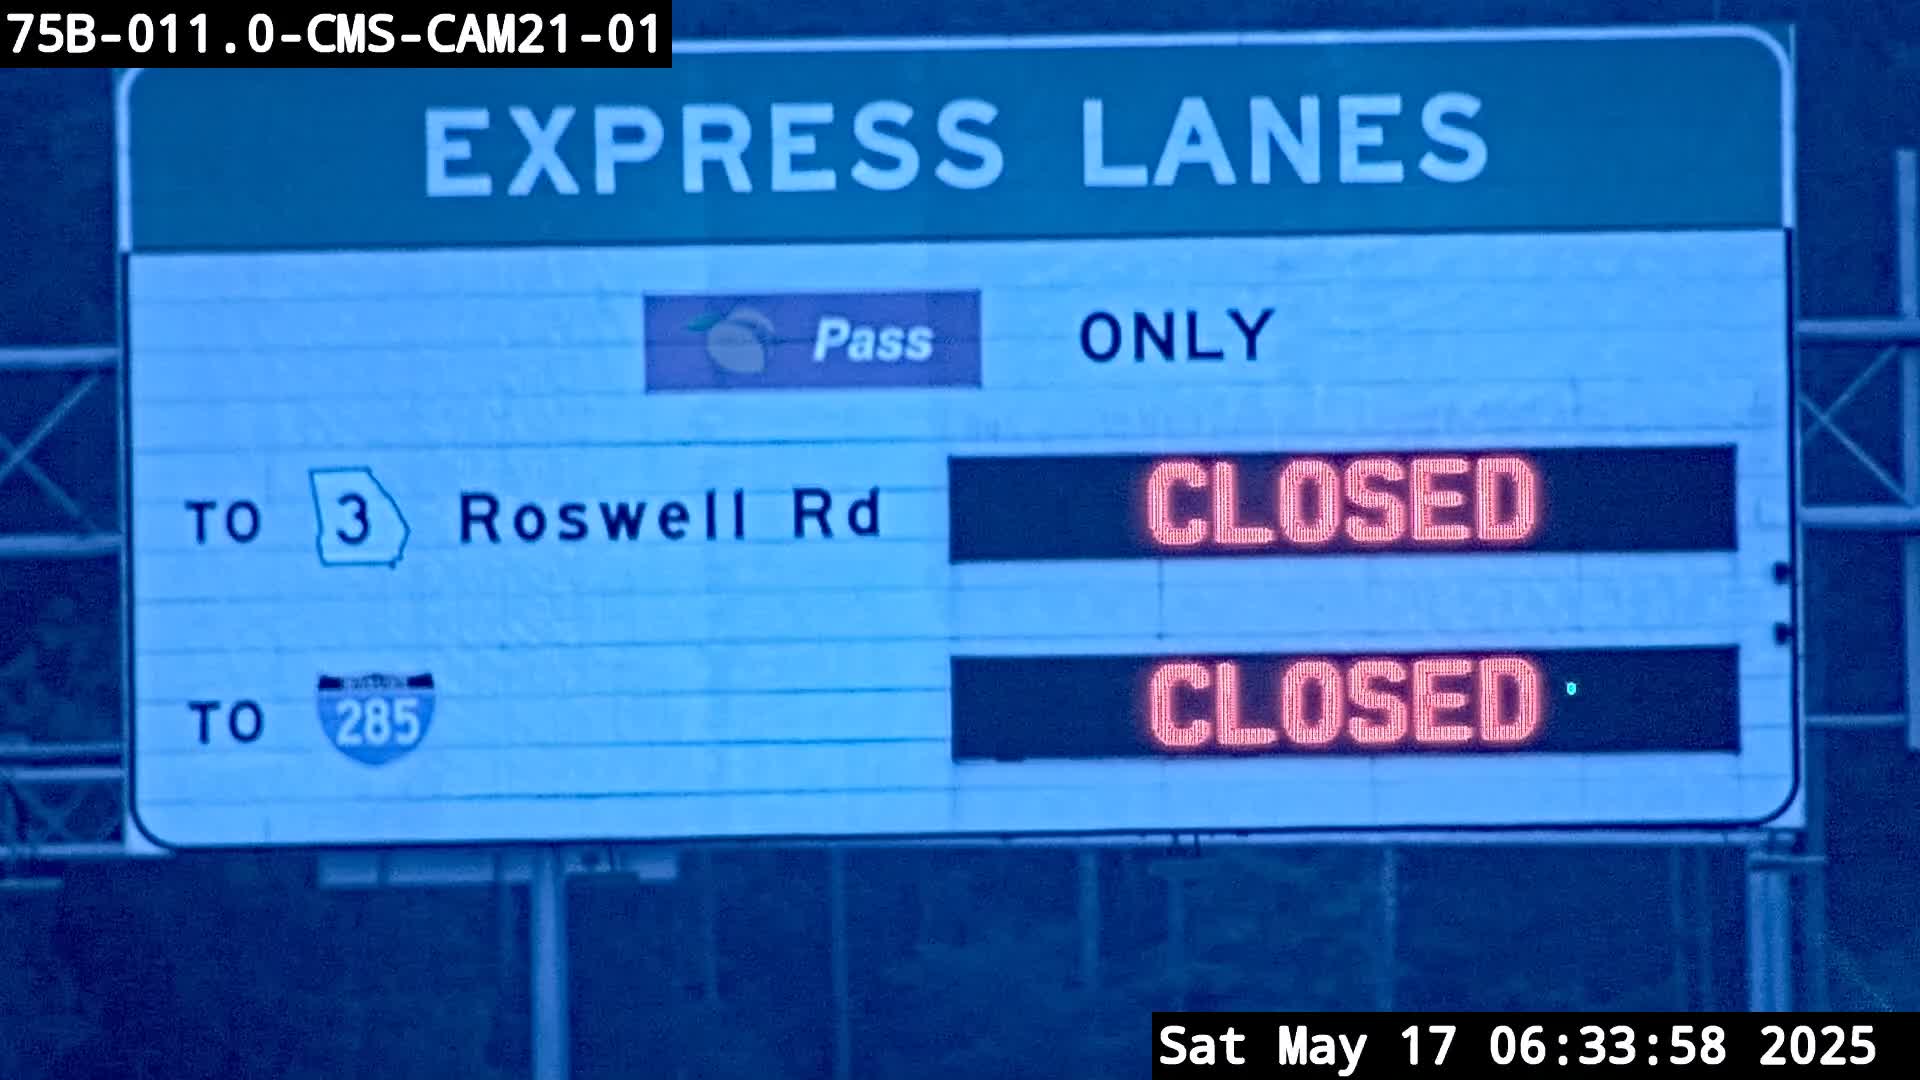 75B-011.0-CMS-CAM21-01
EXPRESS LANES
Pass ONLY
TO 3 Roswell Rd CLOSED
TO 285 CLOSED
Sat May 17 06:33:58 2025